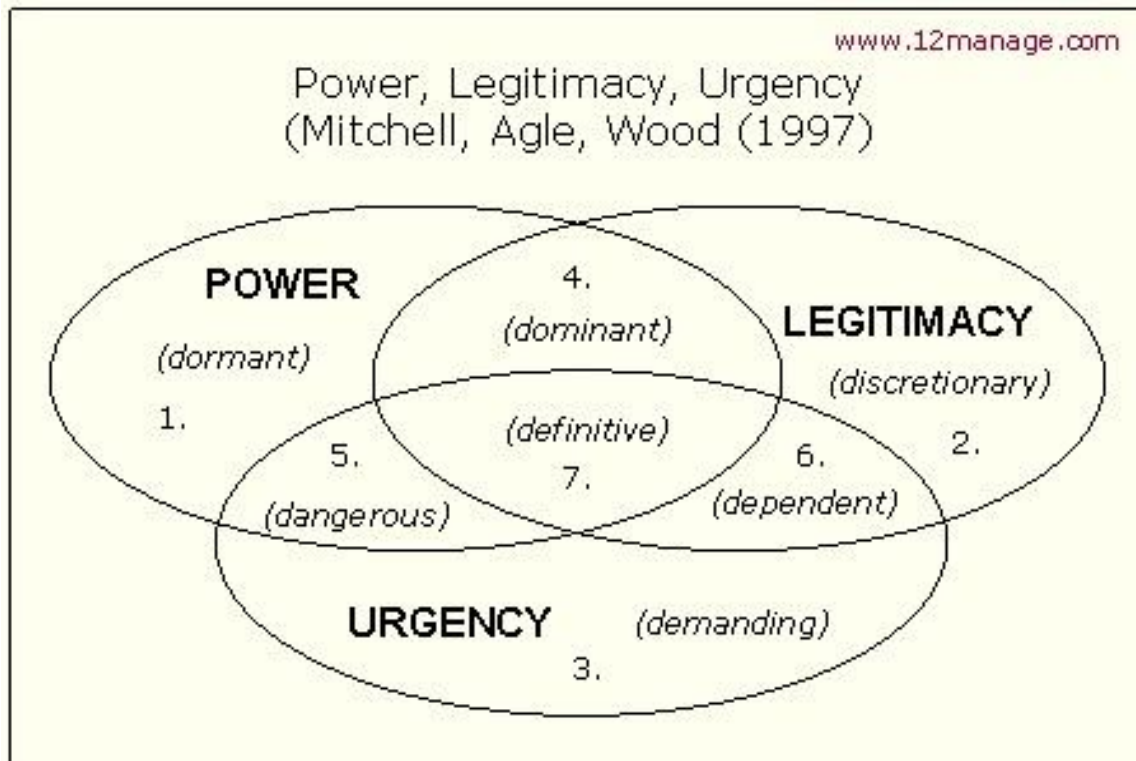 www.12manage.com
Power, Legitimacy, Urgency
(Mitchell, Agle, Wood (1997)
POWER
(dormant)
1.
4.
(dominant)
LEGITIMACY
(discretionary)
2.
5.
(dangerous)
(definitive)
7.
6.
(dependent)
URGENCY (demanding)
3.